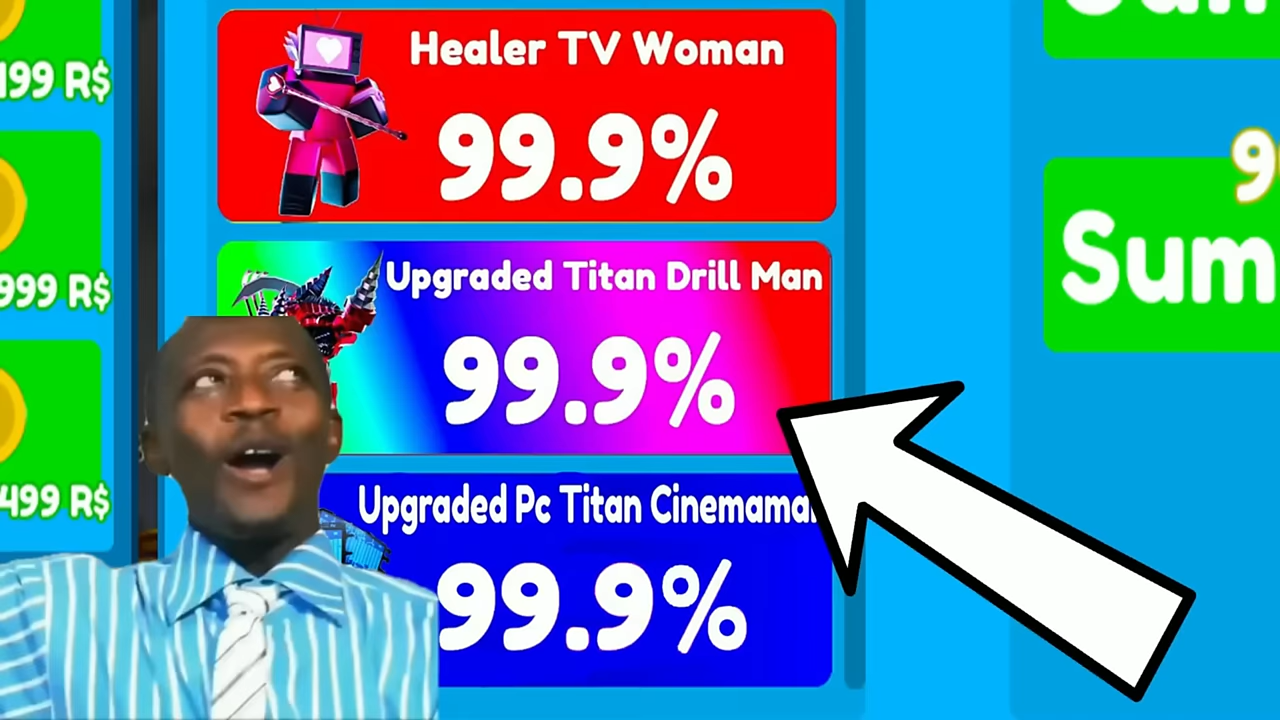 199 R$
999 R$
499 R$
Healer TV Woman
99.9%
Upgraded Titan Drill Man
99.9%
Upgraded Pc Titan Cinemama
99.9%
9
Sum